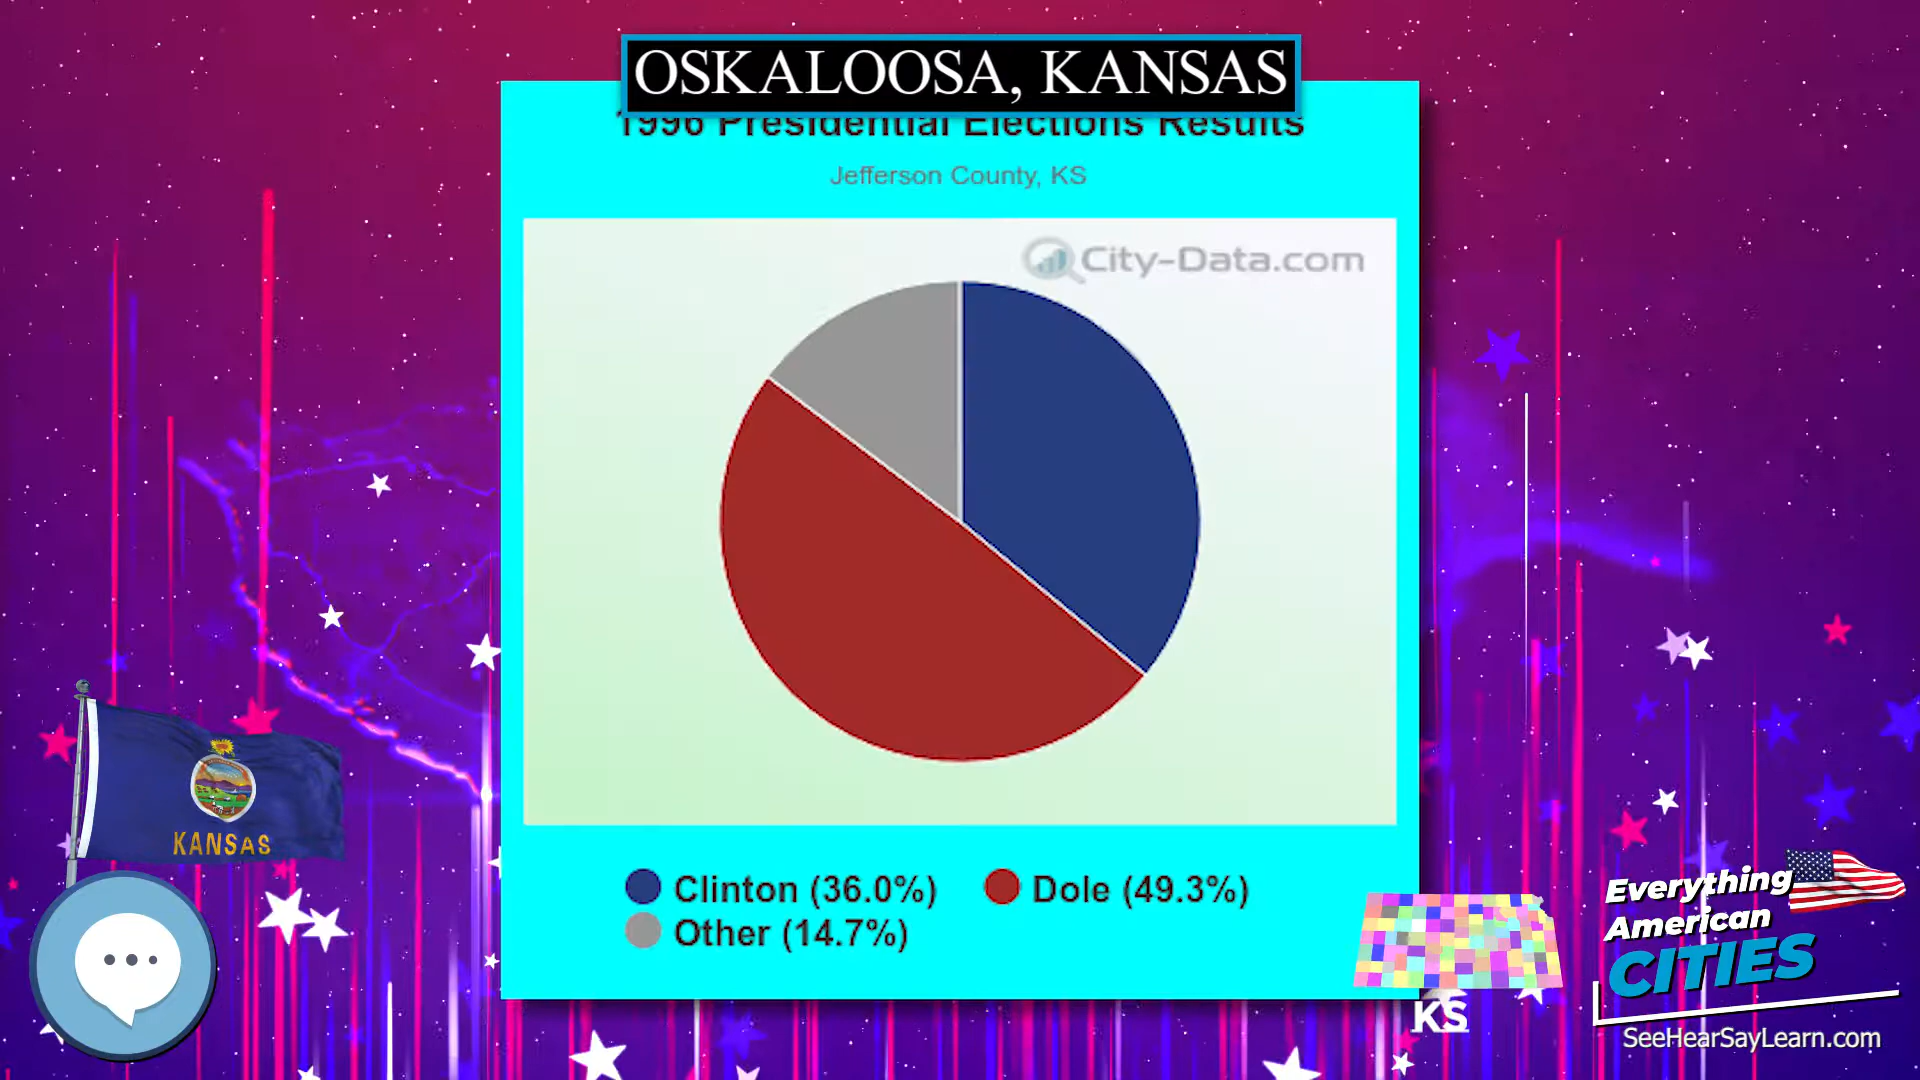 OSKALOOSA, KANSAS
1996 Presidential Elections Results
Jefferson County, KS
City-Data.com
Clinton (36.0%) Dole (49.3%)
Other (14.7%)
KANSAS
KS
Everything
American
CITIES
SeeHearSayLearn.com